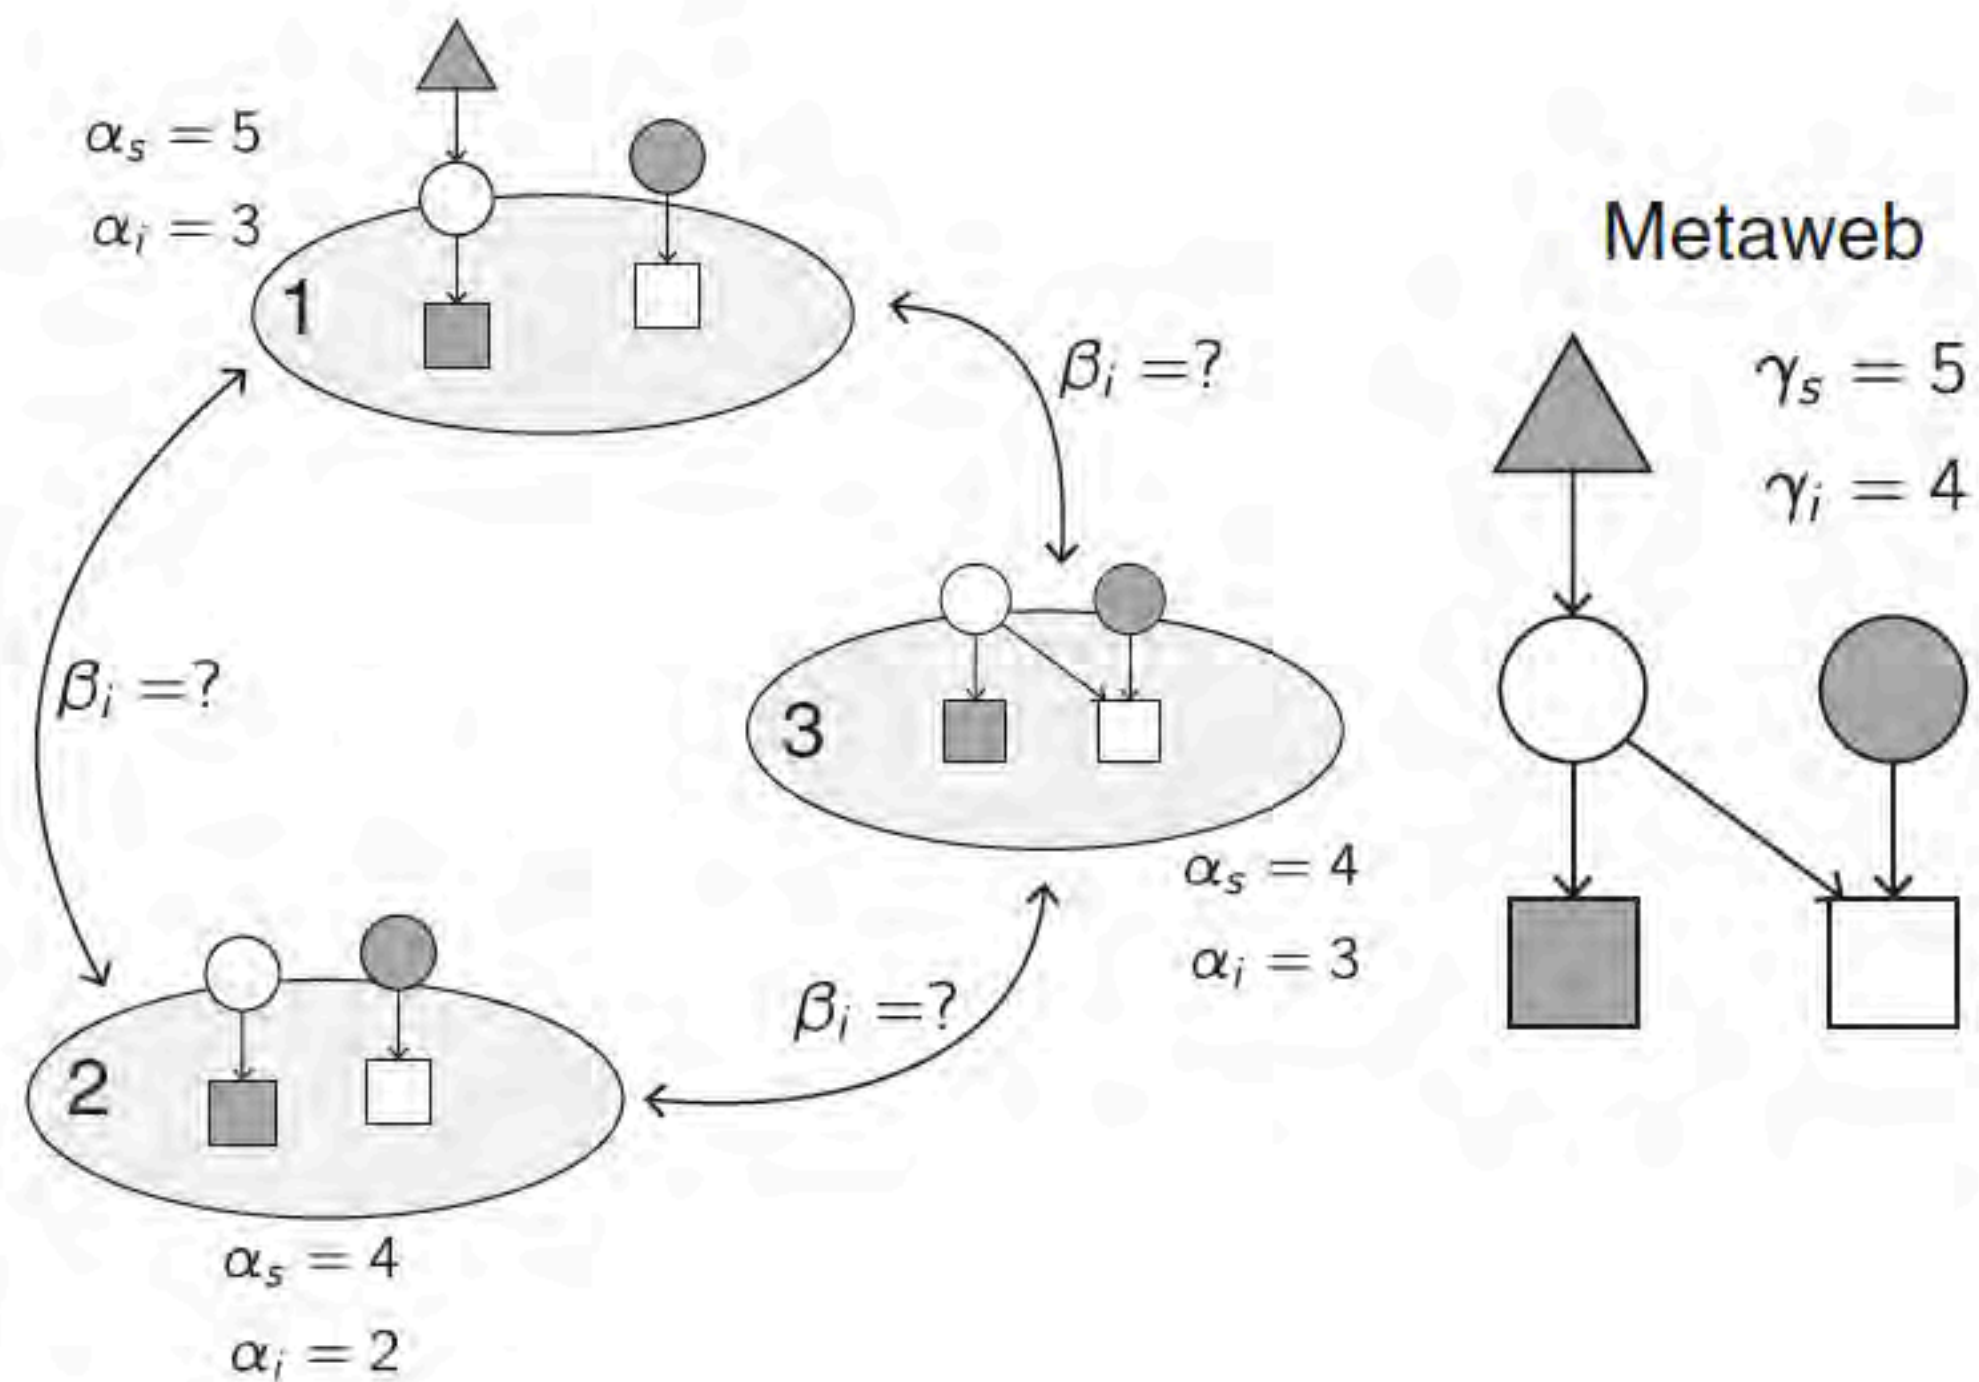 αs = 5
αi = 3
1
βi =?
Metaweb
γs = 5
γi = 4
βi =?
3
αs = 4
αi = 3
βi =?
2
αs = 4
αi = 2